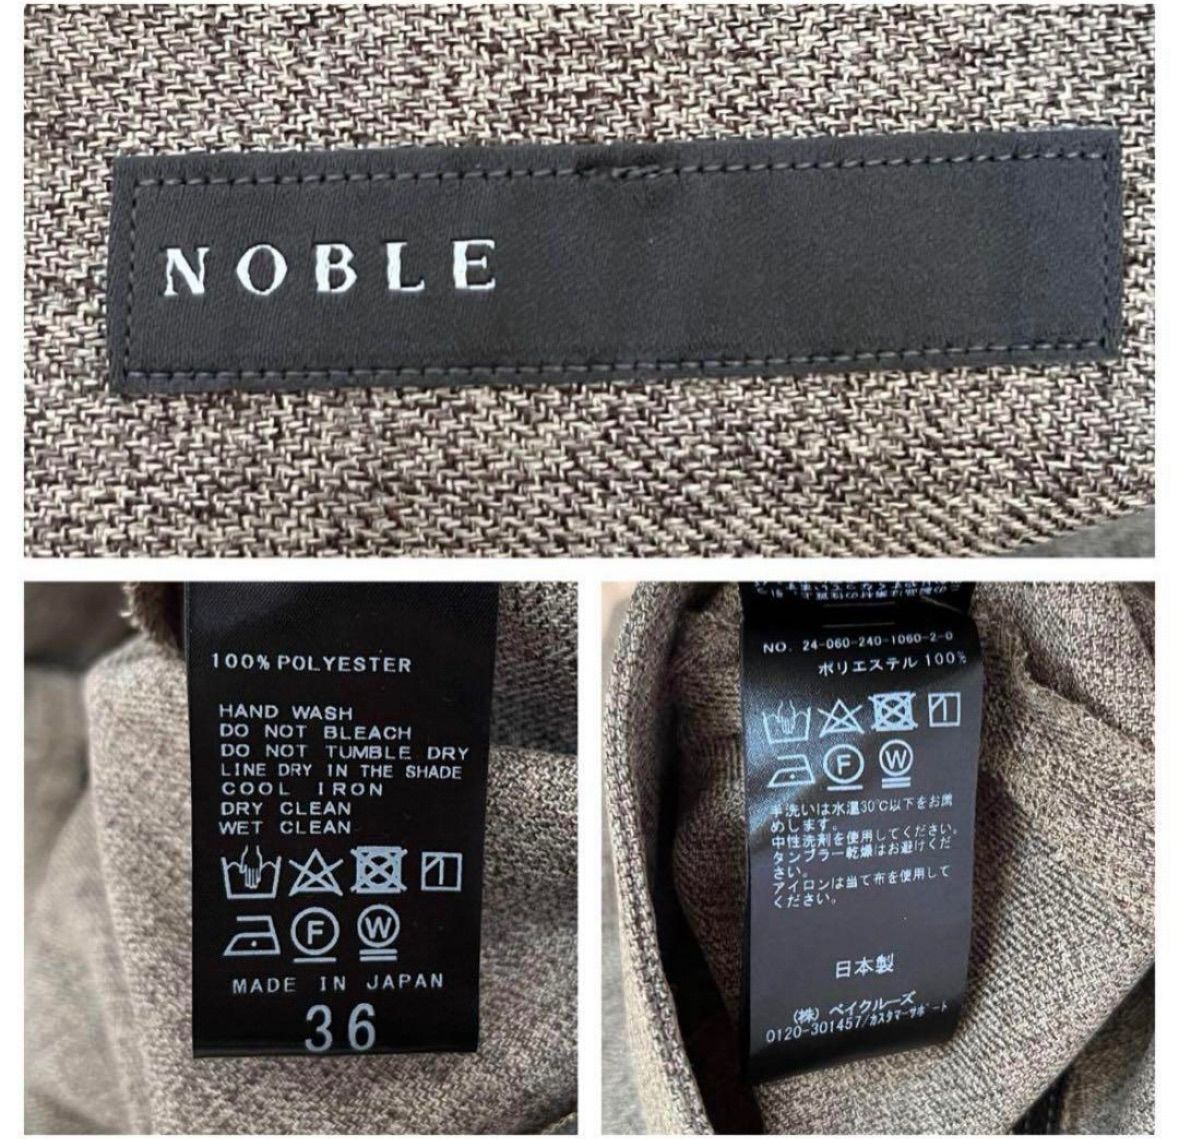 NOBLE
100% POLYESTER
HAND WASH
DO NOT BLEACH
DO NOT TUMBLE DRY
LINE DRY IN THE SHADE
COOL IRON
DRY CLEAN
WET CLEAN
1
F W
MADE IN JAPAN
36
NO. 24-060-240-1060-2-0
ポリエステル 100%
1
F W
手洗いは水温30℃以下をお薦
めします。
中性洗剤を使用してください。
タンブラー乾燥はお避けくだ
さい。
アイロンは当て布を使用して
ください。
日本製
(株) ベイクルーズ
0120-301457/カスタマーサポート